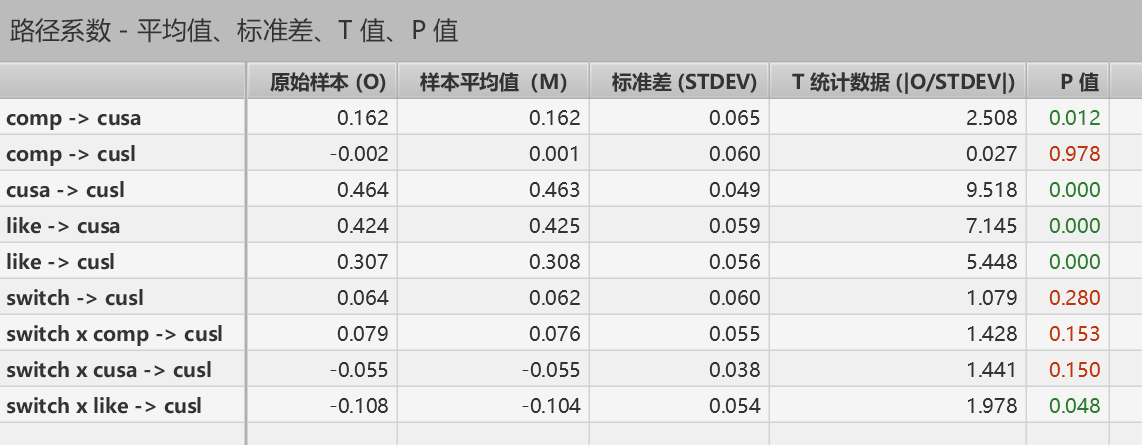 路径系数 - 平均值、标准差、T 值、P 值
原始样本 (O) 样本平均值（M） 标准差 (STDEV) T 统计数据 (|O/STDEV|) P 值
comp -> cusa 0.162 0.162 0.065 2.508 0.012
comp -> cusl -0.002 0.001 0.060 0.027 0.978
cusa -> cusl 0.464 0.463 0.049 9.518 0.000
like -> cusa 0.424 0.425 0.059 7.145 0.000
like -> cusl 0.307 0.308 0.056 5.448 0.000
switch -> cusl 0.064 0.062 0.060 1.079 0.280
switch x comp -> cusl 0.079 0.076 0.055 1.428 0.153
switch x cusa -> cusl -0.055 -0.055 0.038 1.441 0.150
switch x like -> cusl -0.108 -0.104 0.054 1.978 0.048